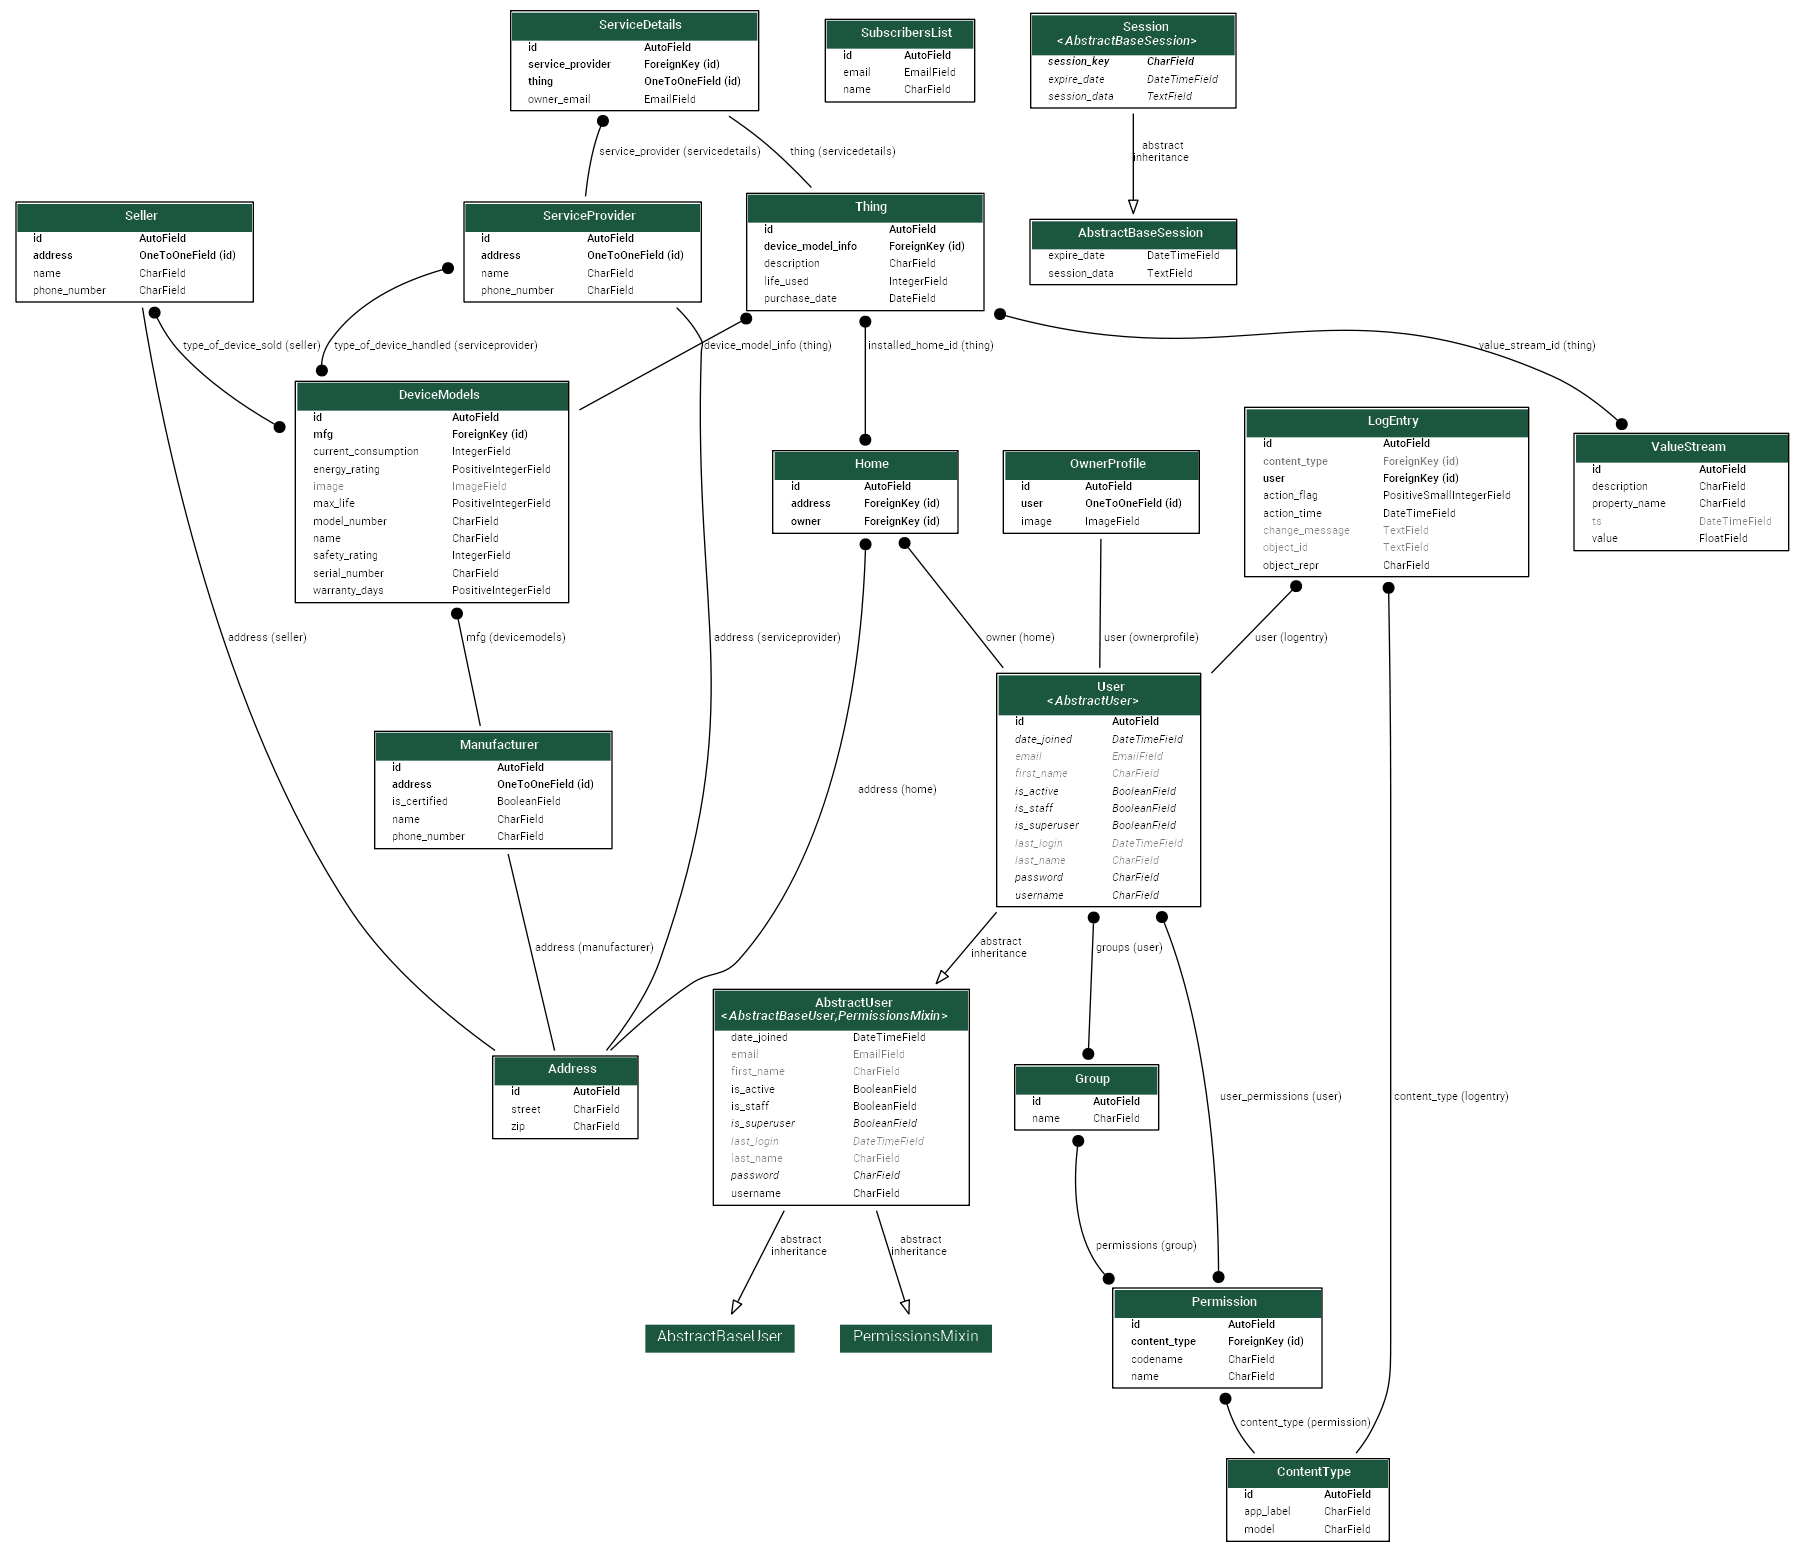 ServiceDetails
id AutoField
service_provider ForeignKey (id)
thing OneToOneField (id)
owner_email EmailField
SubscribersList
id AutoField
email EmailField
name CharField
Session
<AbstractBaseSession>
session_key CharField
expire_date DateTimeField
session_data TextField
service_provider (servicedetails)
thing (servicedetails)
abstract
inheritance
Seller
id AutoField
address OneToOneField (id)
name CharField
phone_number CharField
ServiceProvider
id AutoField
address OneToOneField (id)
name CharField
phone_number CharField
Thing
id AutoField
device_model_info ForeignKey (id)
description CharField
life_used IntegerField
purchase_date DateField
AbstractBaseSession
expire_date DateTimeField
session_data TextField
type_of_device_sold (seller)
type_of_device_handled (serviceprovider)
device_model_info (thing)
installed_home_id (thing)
value_stream_id (thing)
DeviceModels
id AutoField
mfg ForeignKey (id)
current_consumption IntegerField
energy_rating PositiveIntegerField
image ImageField
max_life PositiveIntegerField
model_number CharField
name CharField
safety_rating IntegerField
serial_number CharField
warranty_days PositiveIntegerField
Home
id AutoField
address ForeignKey (id)
owner ForeignKey (id)
OwnerProfile
id AutoField
user OneToOneField (id)
image ImageField
LogEntry
id AutoField
content_type ForeignKey (id)
user ForeignKey (id)
action_flag PositiveSmallIntegerField
action_time DateTimeField
change_message TextField
object_id TextField
object_repr CharField
ValueStream
id AutoField
description CharField
property_name CharField
ts DateTimeField
value FloatField
address (seller)
mfg (devicemodels)
address (serviceprovider)
owner (home)
user (ownerprofile)
user (logentry)
Manufacturer
id AutoField
address OneToOneField (id)
is_certified BooleanField
name CharField
phone_number CharField
address (home)
User
<AbstractUser>
id AutoField
date_joined DateTimeField
email EmailField
first_name CharField
is_active BooleanField
is_staff BooleanField
is_superuser BooleanField
last_login DateTimeField
last_name CharField
password CharField
username CharField
address (manufacturer)
abstract
inheritance
groups (user)
AbstractUser
<AbstractBaseUser,PermissionsMixin>
date_joined DateTimeField
email EmailField
first_name CharField
is_active BooleanField
is_staff BooleanField
is_superuser BooleanField
last_login DateTimeField
last_name CharField
password CharField
username CharField
Address
id AutoField
street CharField
zip CharField
Group
id AutoField
name CharField
user_permissions (user)
content_type (logentry)
abstract
inheritance
abstract
inheritance
permissions (group)
AbstractBaseUser
PermissionsMixin
Permission
id AutoField
content_type ForeignKey (id)
codename CharField
name CharField
content_type (permission)
ContentType
id AutoField
app_label CharField
model CharField